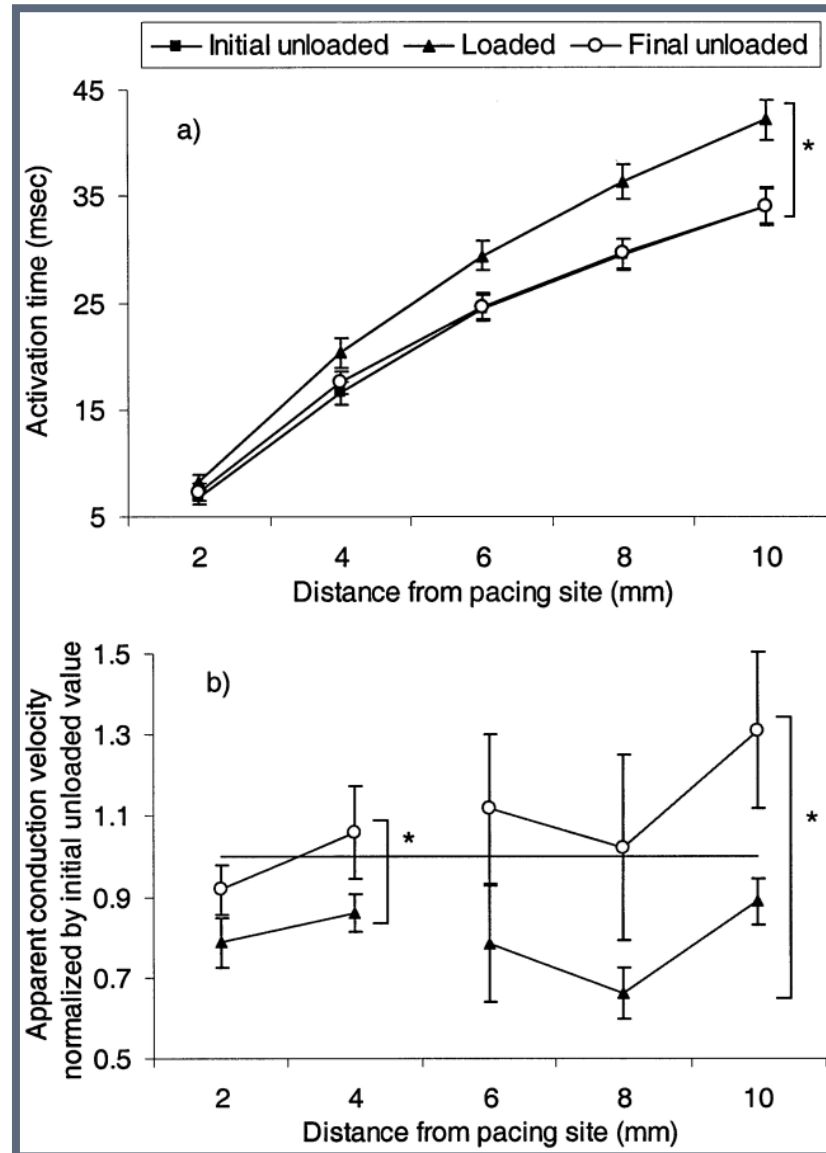 Initial unloaded Loaded Final unloaded
a)
45
35
25
15
5
*
Activation time (msec)
2 4 6 8 10
Distance from pacing site (mm)
b)
1.5
1.3
1.1
0.9
0.7
0.5
*
*
Apparent conduction velocity
normalized by initial unloaded value
2 4 6 8 10
Distance from pacing site (mm)